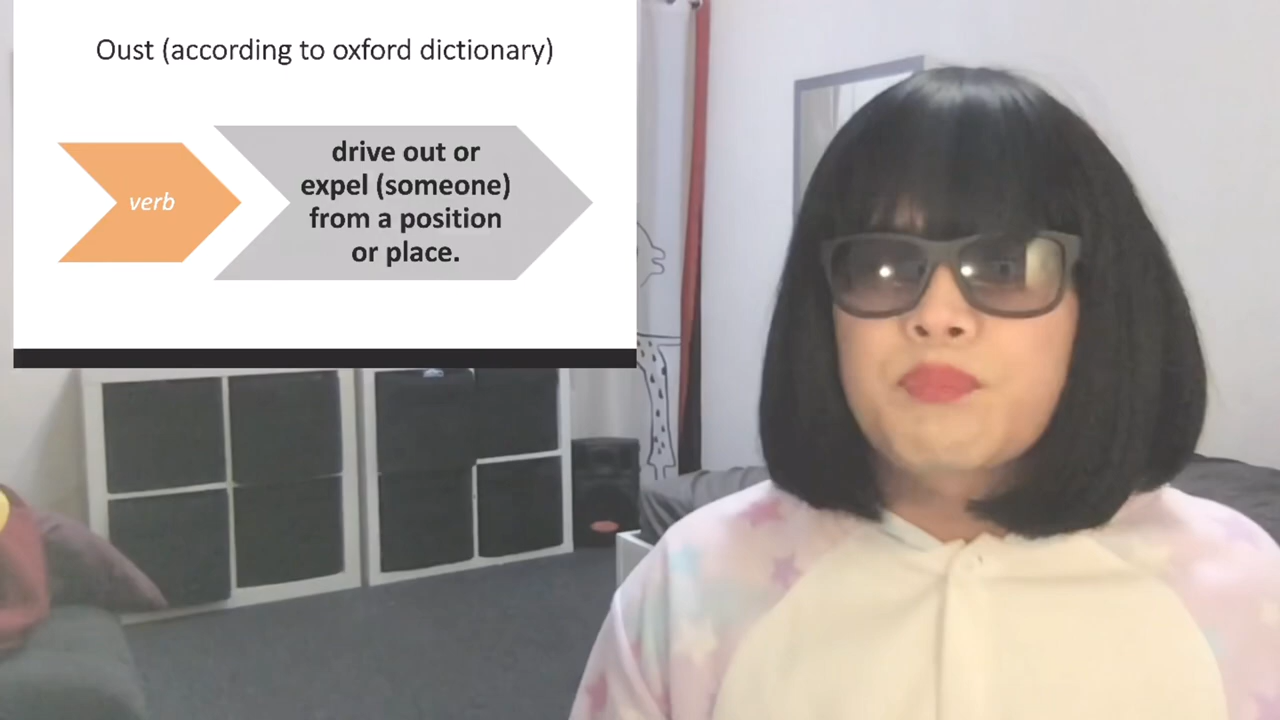 Oust (according to oxford dictionary)
verb
drive out or
expel (someone)
from a position
or place.